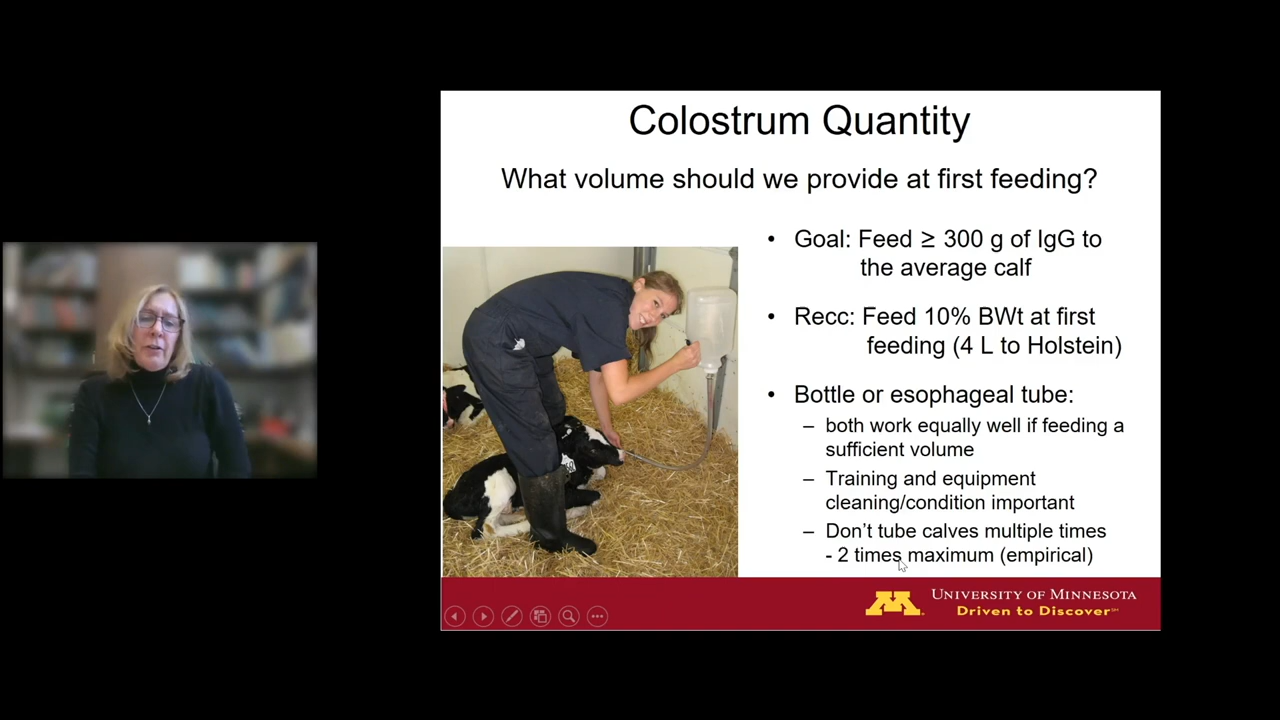 Colostrum Quantity
What volume should we provide at first feeding?
• Goal: Feed ≥ 300 g of IgG to
the average calf
• Recc: Feed 10% BWt at first
feeding (4 L to Holstein)
• Bottle or esophageal tube:
– both work equally well if feeding a
sufficient volume
– Training and equipment
cleaning/condition important
– Don't tube calves multiple times
- 2 times maximum (empirical)
UNIVERSITY OF MINNESOTA
Driven to Discover℠